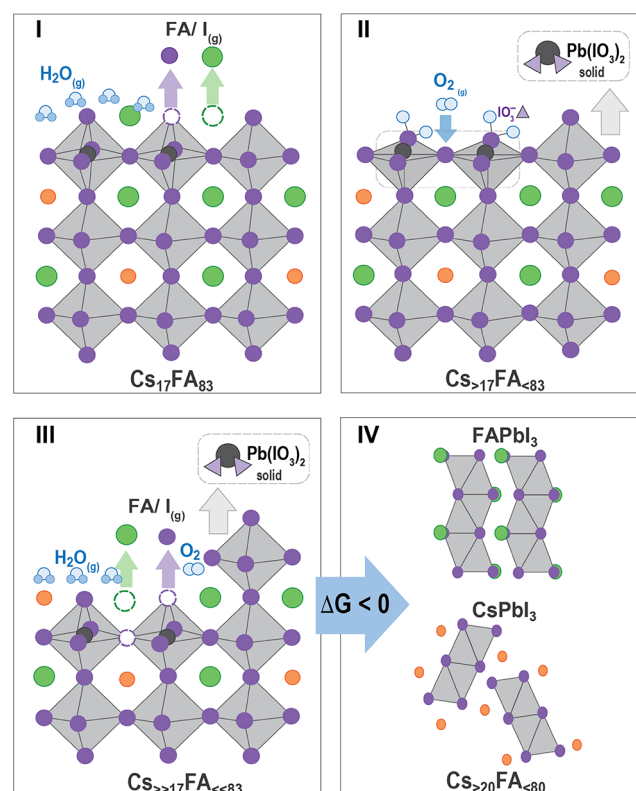 I
FA/ I(g)
H2O(g)
Cs17FA83
II
Pb(IO3)2
solid
O2 (g)
IO3−
Cs>17FA<83
III
Pb(IO3)2
solid
FA/ I(g)
H2O(g)
O2
Cs>>17FA<<83
ΔG < 0
IV
FAPbI3
CsPbI3
Cs>20FA<80